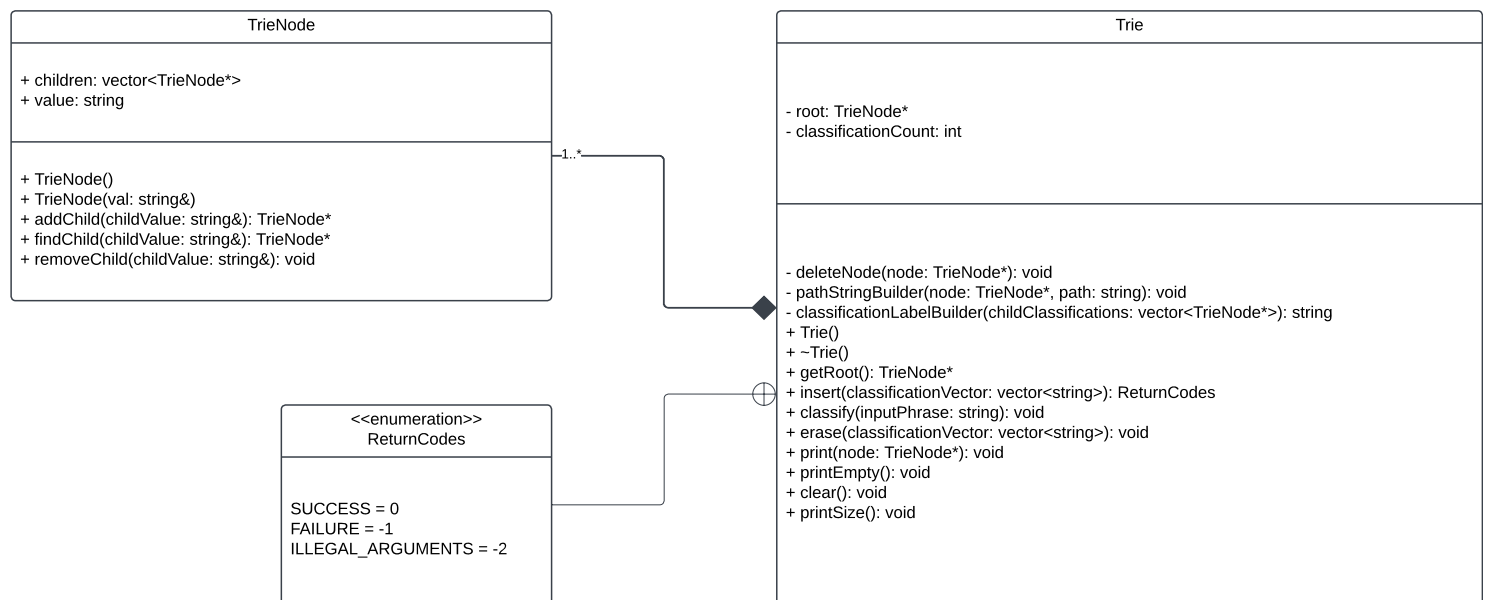 TrieNode
+ children: vector<TrieNode*>
+ value: string
+ TrieNode()
+ TrieNode(val: string&)
+ addChild(childValue: string&): TrieNode*
+ findChild(childValue: string&): TrieNode*
+ removeChild(childValue: string&): void
1..*
<<enumeration>>
ReturnCodes
SUCCESS = 0
FAILURE = -1
ILLEGAL_ARGUMENTS = -2
Trie
- root: TrieNode*
- classificationCount: int
- deleteNode(node: TrieNode*): void
- pathStringBuilder(node: TrieNode*, path: string): void
- classificationLabelBuilder(childClassifications: vector<TrieNode*>): string
+ Trie()
+ ~Trie()
+ getRoot(): TrieNode*
+ insert(classificationVector: vector<string>): ReturnCodes
+ classify(inputPhrase: string): void
+ erase(classificationVector: vector<string>): void
+ print(node: TrieNode*): void
+ printEmpty(): void
+ clear(): void
+ printSize(): void